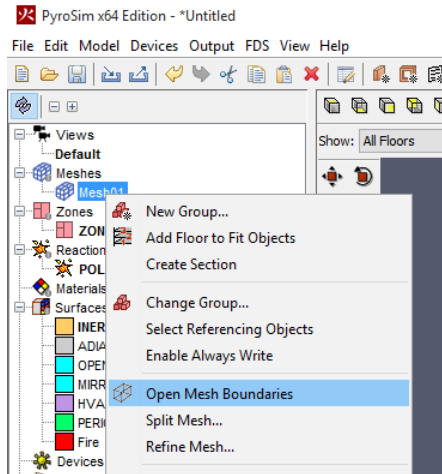 PyroSim x64 Edition - *Untitled
File Edit Model Devices Output FDS View Help
Show: All Floors
Views
Default
Meshes
Mesh01
Zones
ZON
Reaction
POL
Materials
Surfaces
INER
ADIA
OPEN
MIRR
HVA
PERI
Fire
Devices
New Group...
Add Floor to Fit Objects
Create Section
Change Group...
Select Referencing Objects
Enable Always Write
Open Mesh Boundaries
Split Mesh...
Refine Mesh...